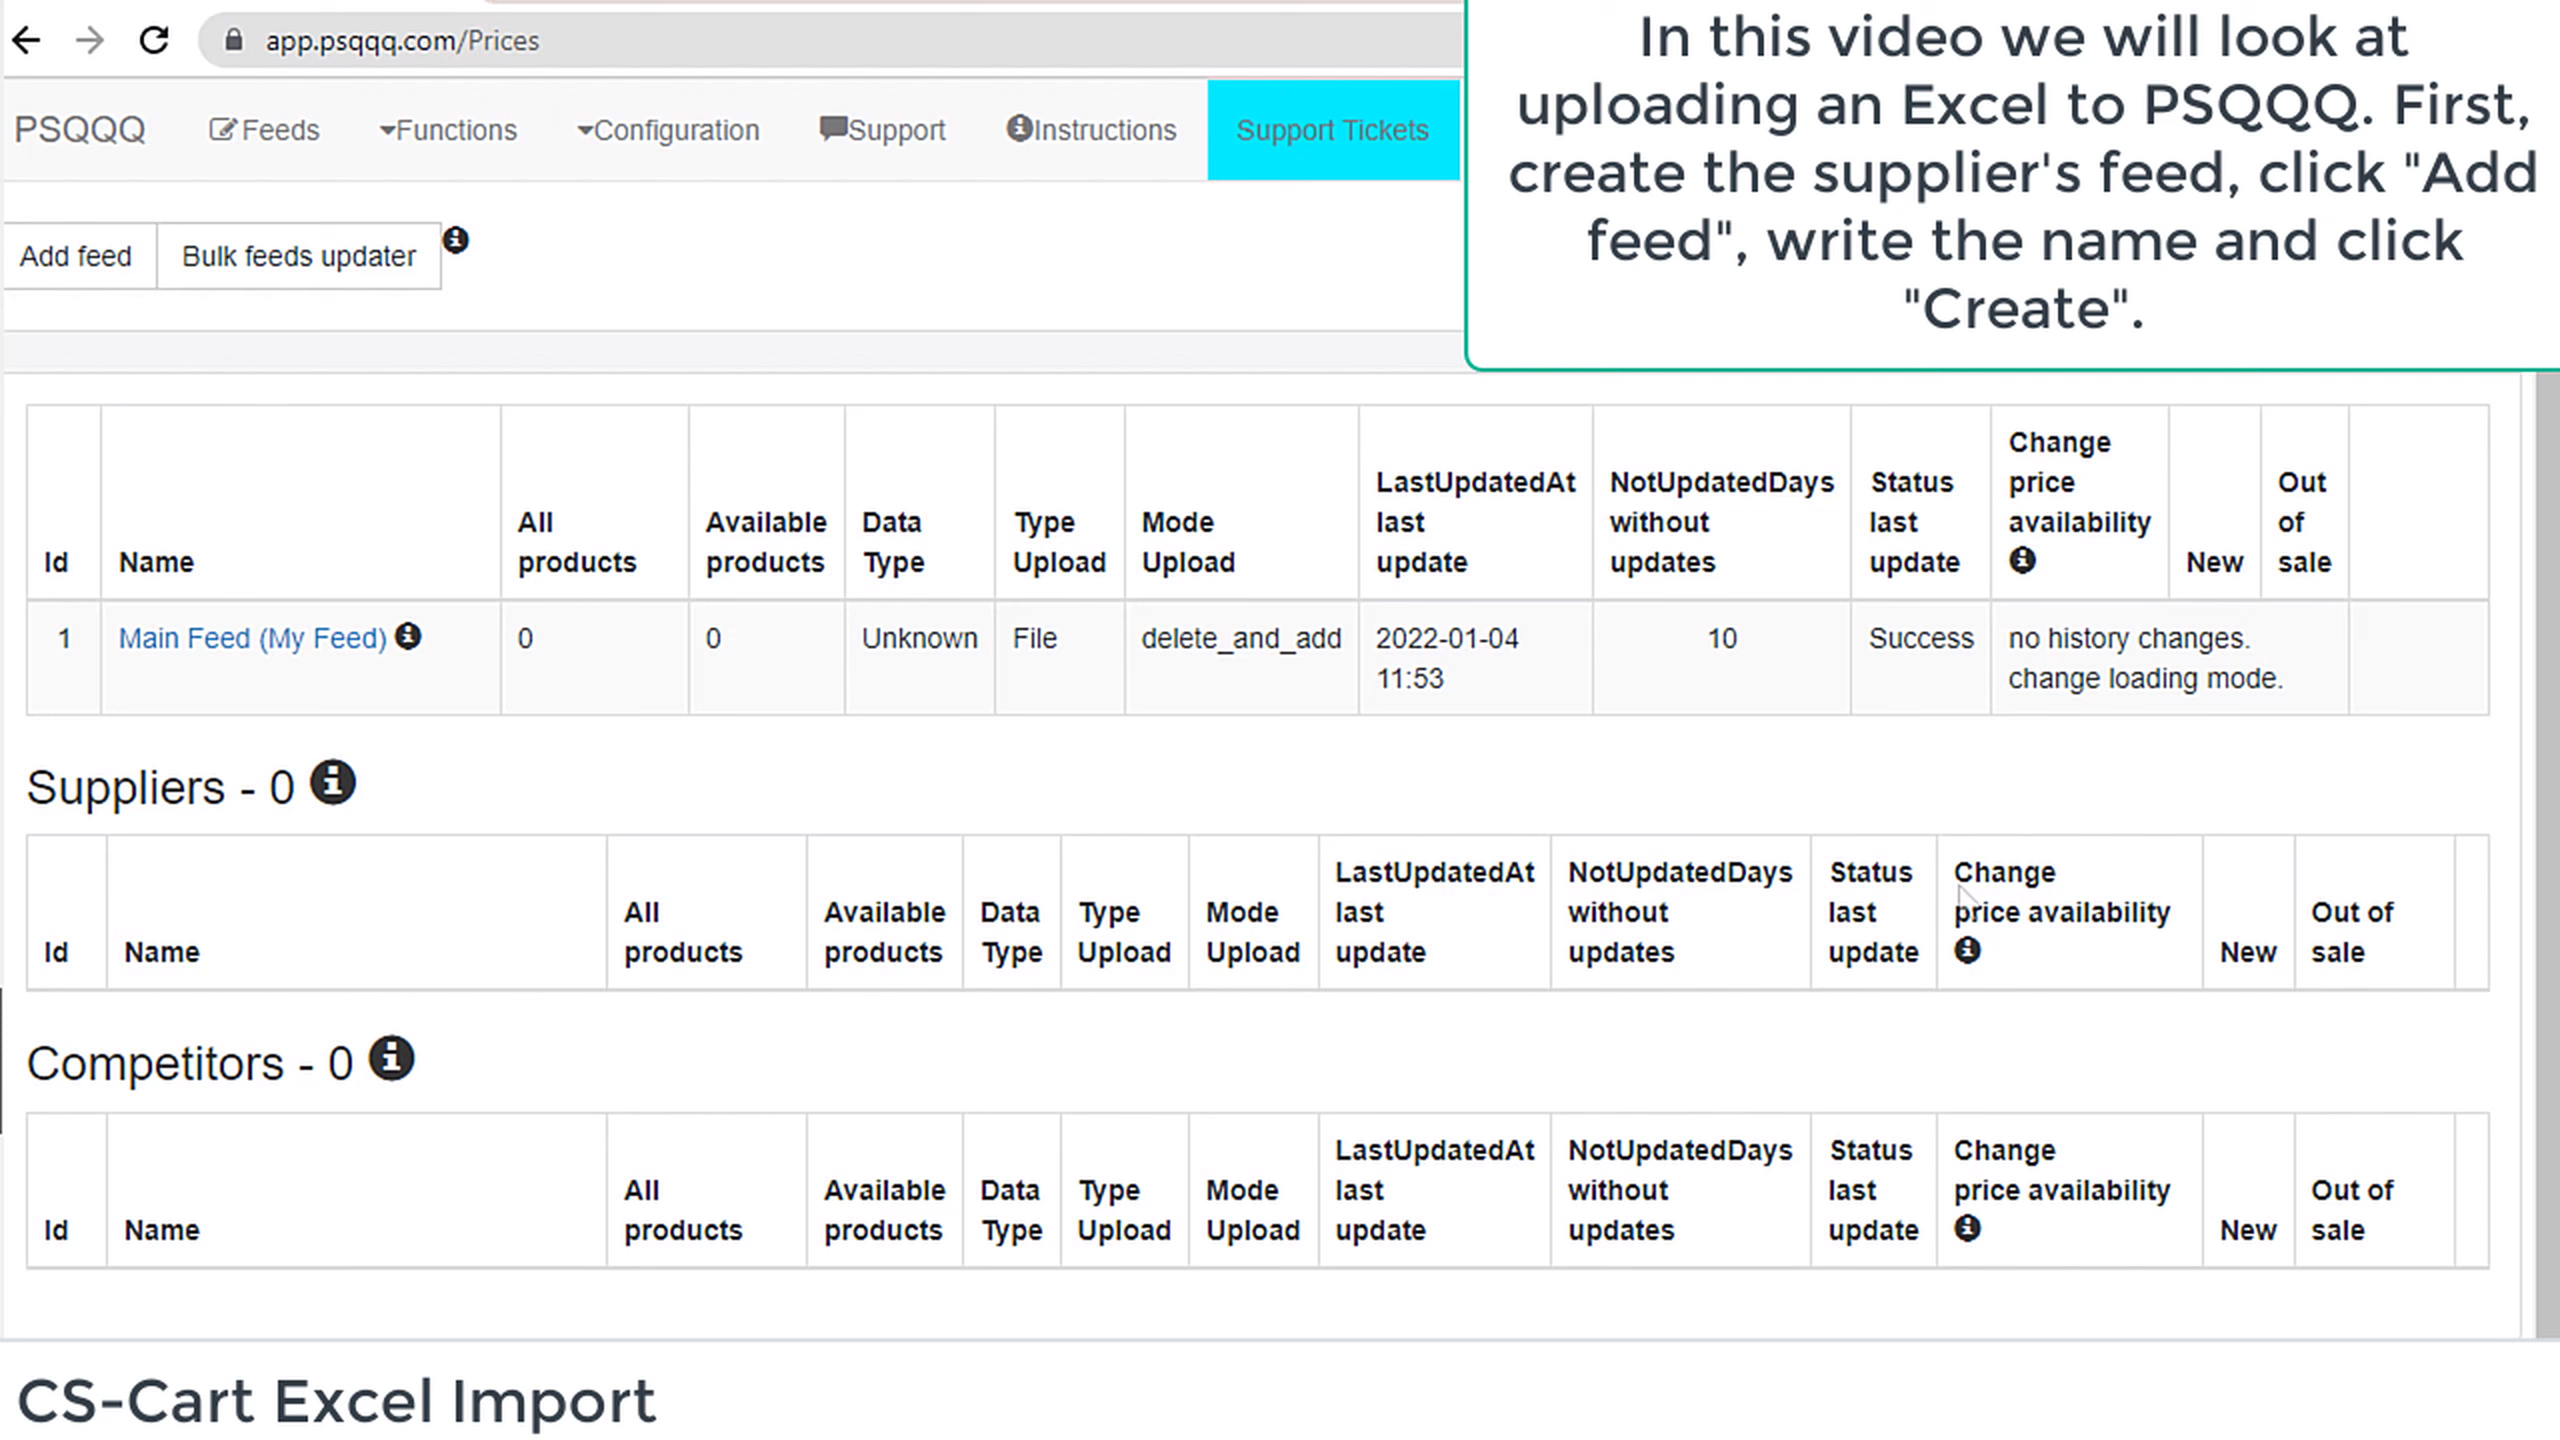 app.psqqq.com/Prices
In this video we will look at
uploading an Excel to PSQQQ. First,
create the supplier's feed, click "Add
feed", write the name and click
"Create".
PSQQQ Feeds Functions Configuration Support Instructions Support Tickets
Add feed Bulk feeds updater
Id Name All products Available products Data Type Type Upload Mode Upload LastUpdatedAt last update NotUpdatedDays without updates Status last update Change price availability New Out of sale
1 Main Feed (My Feed) 0 0 Unknown File delete_and_add 2022-01-04 11:53 10 Success no history changes. change loading mode.
Suppliers - 0
Id Name All products Available products Data Type Type Upload Mode Upload LastUpdatedAt last update NotUpdatedDays without updates Status last update Change price availability New Out of sale
Competitors - 0
Id Name All products Available products Data Type Type Upload Mode Upload LastUpdatedAt last update NotUpdatedDays without updates Status last update Change price availability New Out of sale
CS-Cart Excel Import